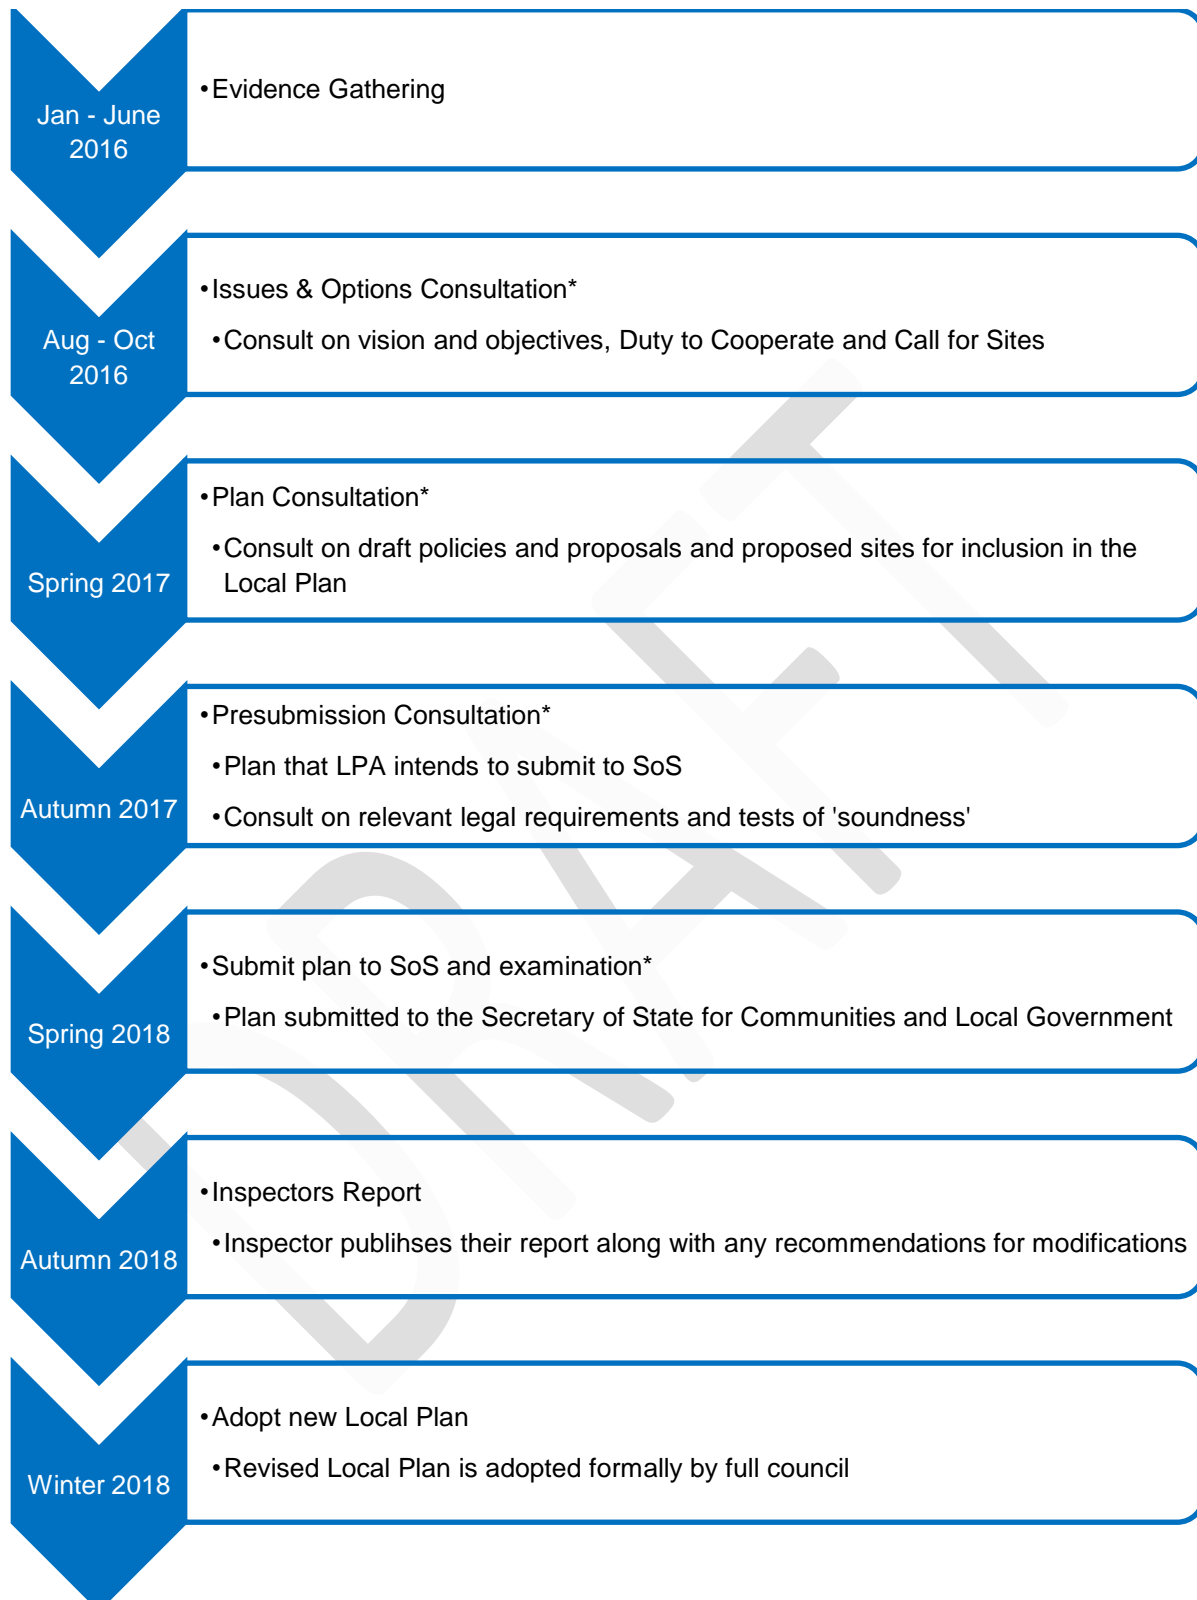 Jan - June
2016
•Evidence Gathering
Aug - Oct
2016
•Issues & Options Consultation*
•Consult on vision and objectives, Duty to Cooperate and Call for Sites
Spring 2017
•Plan Consultation*
•Consult on draft policies and proposals and proposed sites for inclusion in the
Local Plan
Autumn 2017
•Presubmission Consultation*
•Plan that LPA intends to submit to SoS
•Consult on relevant legal requirements and tests of 'soundness'
Spring 2018
•Submit plan to SoS and examination*
•Plan submitted to the Secretary of State for Communities and Local Government
Autumn 2018
•Inspectors Report
•Inspector publihses their report along with any recommendations for modifications
Winter 2018
•Adopt new Local Plan
•Revised Local Plan is adopted formally by full council
DRAFT